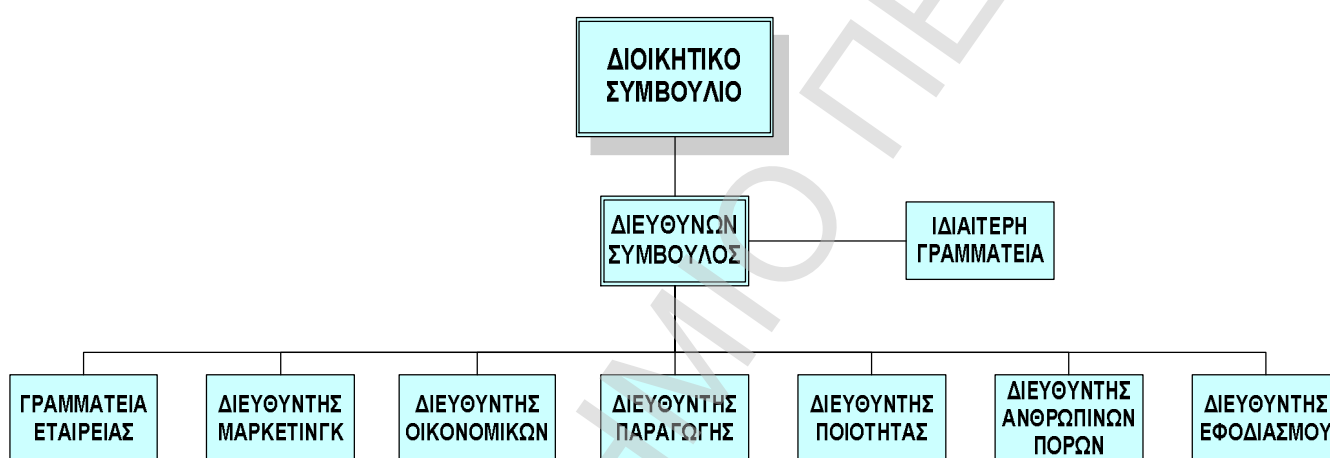 ΔΙΟΙΚΗΤΙΚΟ
ΣΥΜΒΟΥΛΙΟ
ΔΙΕΥΘΥΝΩΝ
ΣΥΜΒΟΥΛΟΣ
ΙΔΙΑΙΤΕΡΗ
ΓΡΑΜΜΑΤΕΙΑ
ΓΡΑΜΜΑΤΕΙΑ
ΕΤΑΙΡΕΙΑΣ
ΔΙΕΥΘΥΝΤΗΣ
ΜΑΡΚΕΤΙΝΓΚ
ΔΙΕΥΘΥΝΤΗΣ
ΟΙΚΟΝΟΜΙΚΩΝ
ΔΙΕΥΘΥΝΤΗΣ
ΠΑΡΑΓΩΓΗΣ
ΔΙΕΥΘΥΝΤΗΣ
ΠΟΙΟΤΗΤΑΣ
ΔΙΕΥΘΥΝΤΗΣ
ΑΝΘΡΩΠΙΝΩΝ
ΠΟΡΩΝ
ΔΙΕΥΘΥΝΤΗΣ
ΕΦΟΔΙΑΣΜΟΥ